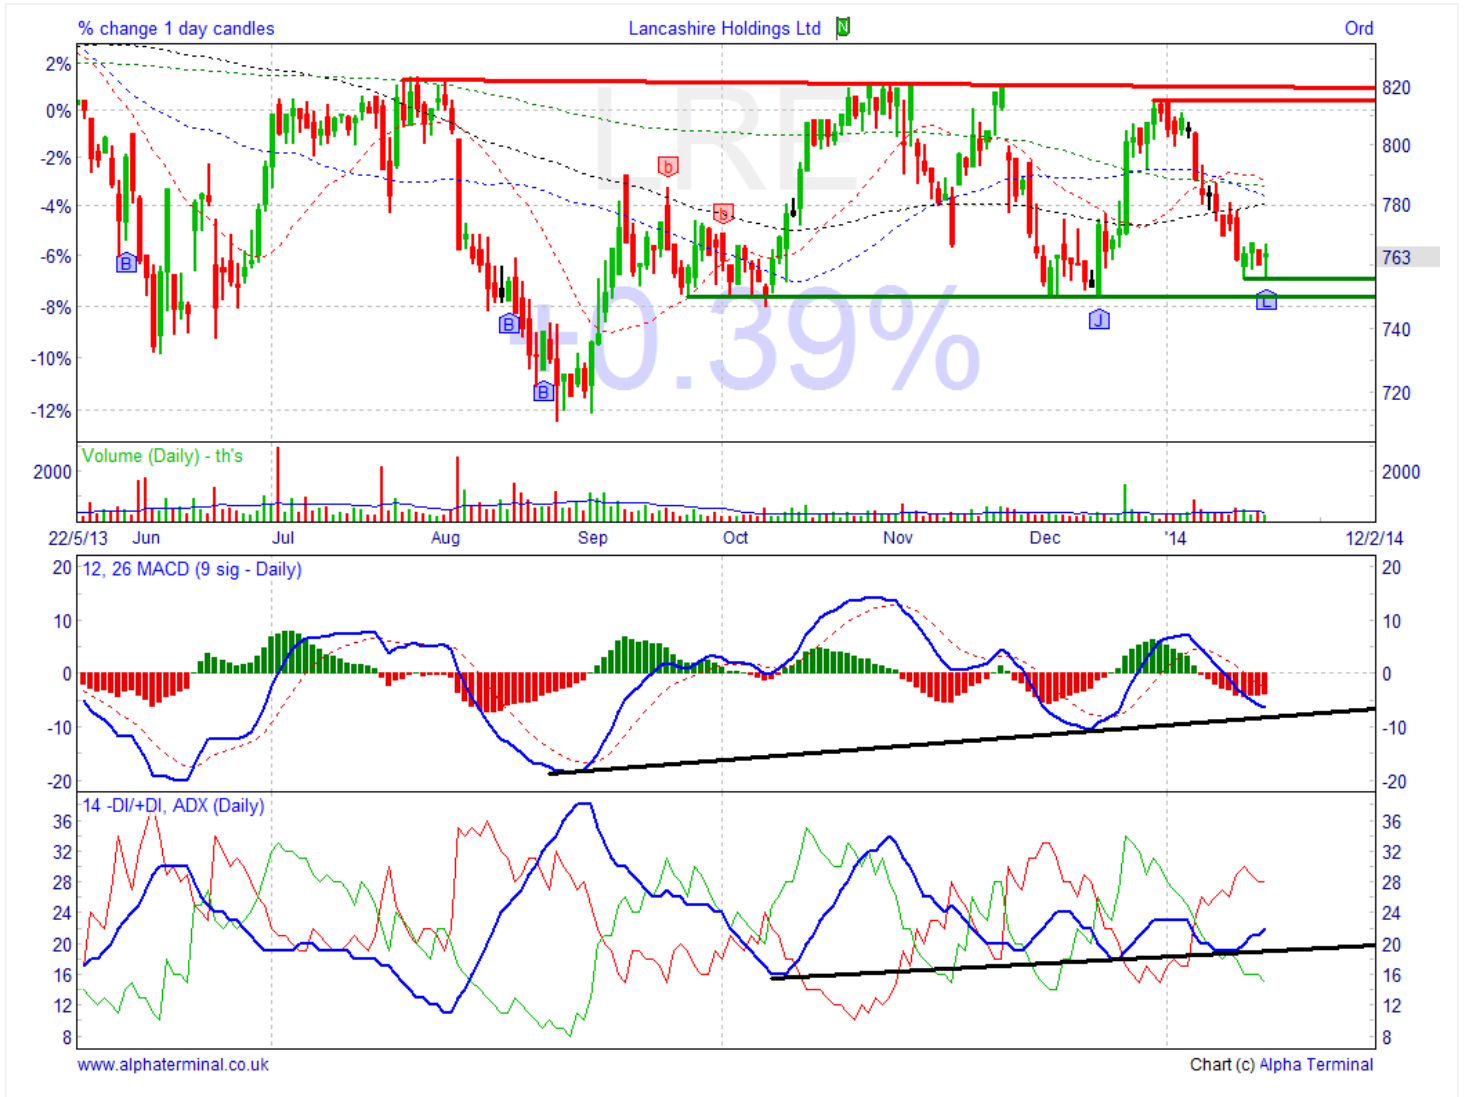 % change 1 day candles Lancashire Holdings Ltd N Ord
LRE
+0.39%
2%
0%
-2%
-4%
-6%
-8%
-10%
-12%
820
800
780
763
740
720
b
b
B
B
B
J
L
Volume (Daily) - th's
2000 2000
22/5/13 Jun Jul Aug Sep Oct Nov Dec '14 12/2/14
12, 26 MACD (9 sig - Daily)
20 20
10 10
0 0
-10 -10
-20 -20
14 -DI/+DI, ADX (Daily)
36 36
32 32
28 28
24 24
20 20
16 16
12 12
8 8
www.alphaterminal.co.uk Chart (c) Alpha Terminal